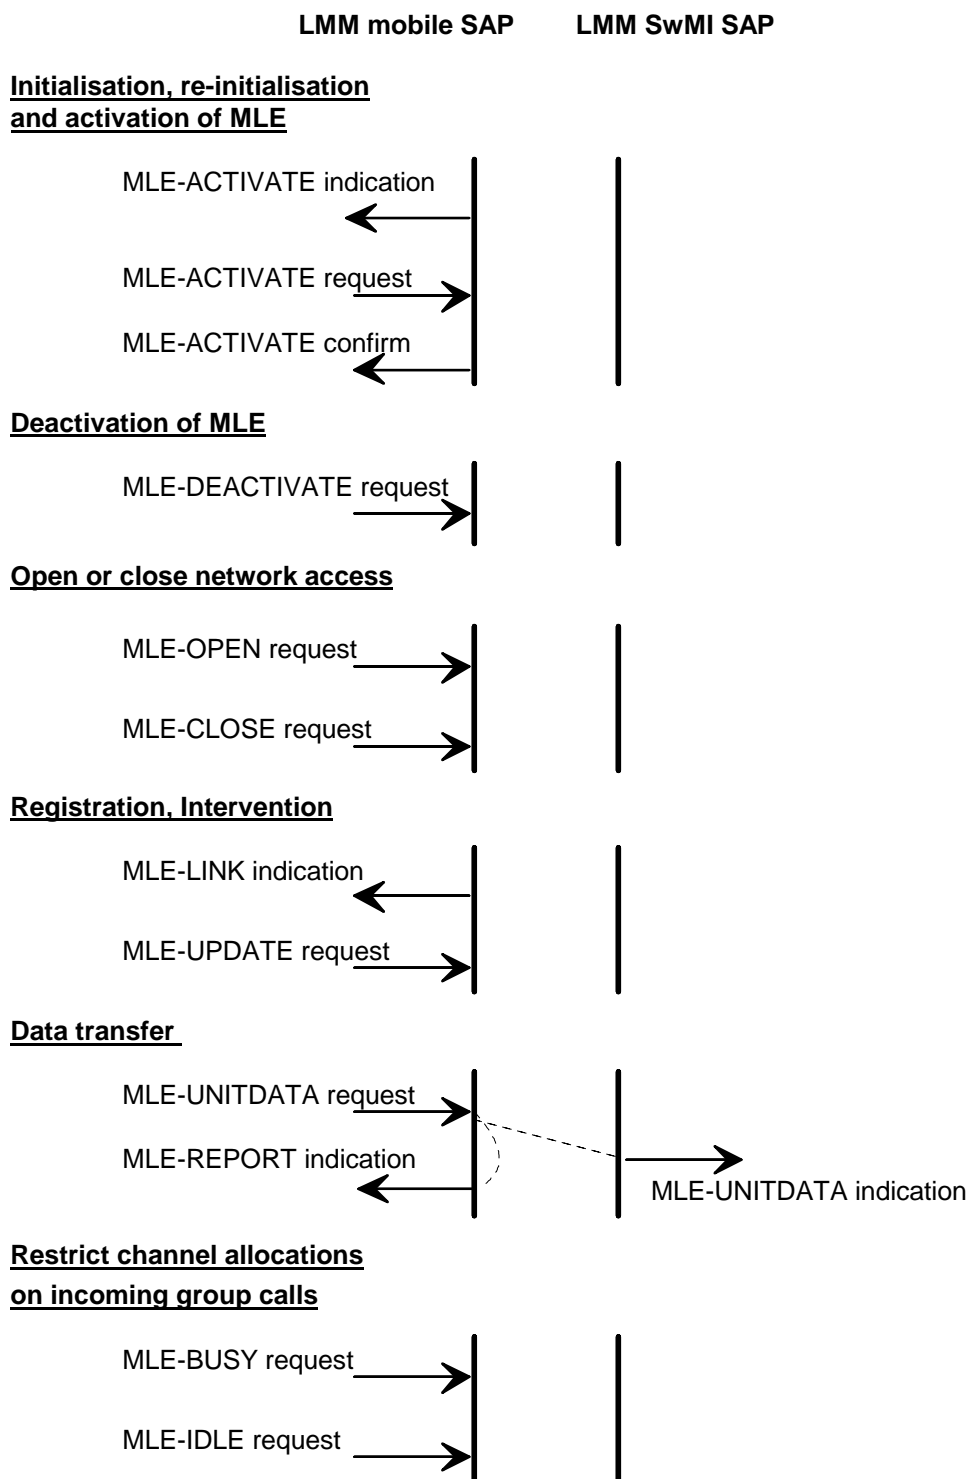 LMM mobile SAP LMM SwMI SAP
Initialisation, re-initialisation
and activation of MLE
MLE-ACTIVATE indication
MLE-ACTIVATE request
MLE-ACTIVATE confirm
Deactivation of MLE
MLE-DEACTIVATE request
Open or close network access
MLE-OPEN request
MLE-CLOSE request
Registration, Intervention
MLE-LINK indication
MLE-UPDATE request
Data transfer
MLE-UNITDATA request
MLE-REPORT indication
MLE-UNITDATA indication
Restrict channel allocations
on incoming group calls
MLE-BUSY request
MLE-IDLE request